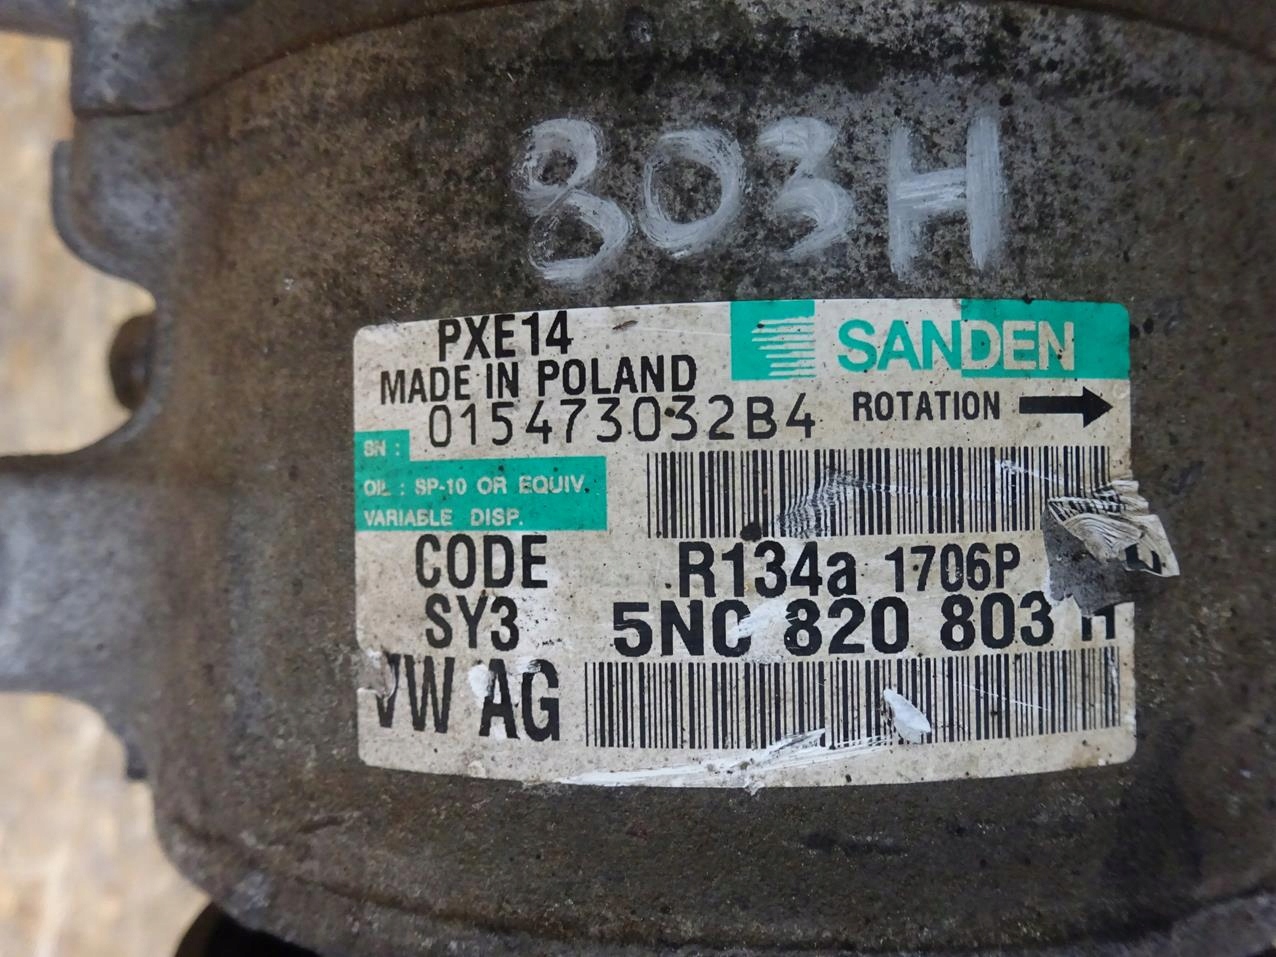 803H
PXE14
SANDEN
MADE IN POLAND
SN : 015473032B4 ROTATION
OIL : SP-10 OR EQUIV.
VARIABLE DISP.
CODE R134a 1706P
SY3 5NC 820 803 H
VW AG